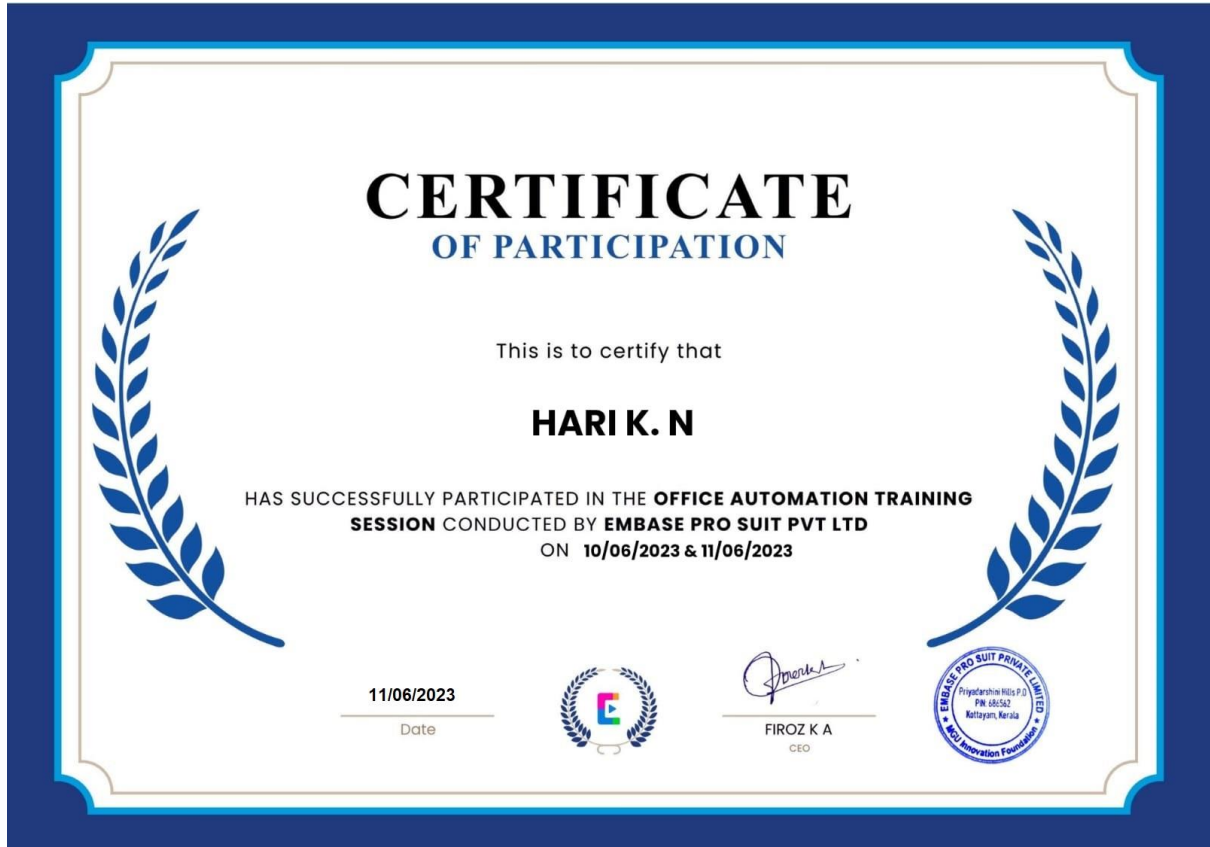 CERTIFICATE
OF PARTICIPATION
This is to certify that
HARI K. N
HAS SUCCESSFULLY PARTICIPATED IN THE OFFICE AUTOMATION TRAINING
SESSION CONDUCTED BY EMBASE PRO SUIT PVT LTD
ON 10/06/2023 & 11/06/2023
11/06/2023
Date
FIROZ K A
CEO
EMBASE PRO SUIT PRIVATE LIMITED
Priyadarshini Hills P.O
PIN: 686562
Kottayam, Kerala
MGU Innovation Foundation